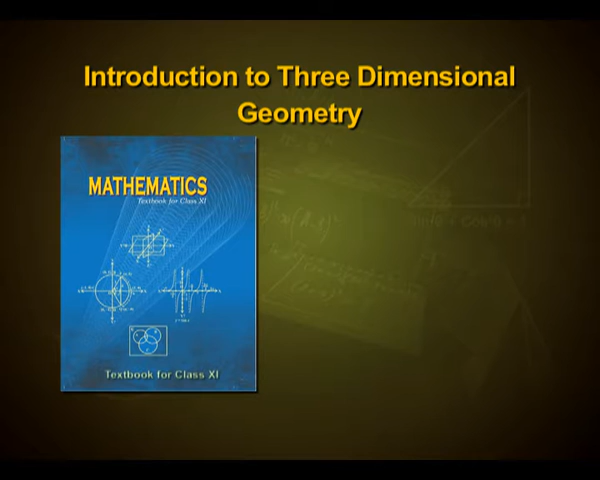 Introduction to Three Dimensional
Geometry
MATHEMATICS
Textbook for Class XI
Textbook for Class XI